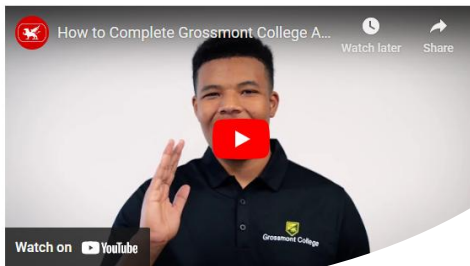 How to Complete Grossmont College A...
Watch later
Share
Grossmont College
Watch on YouTube